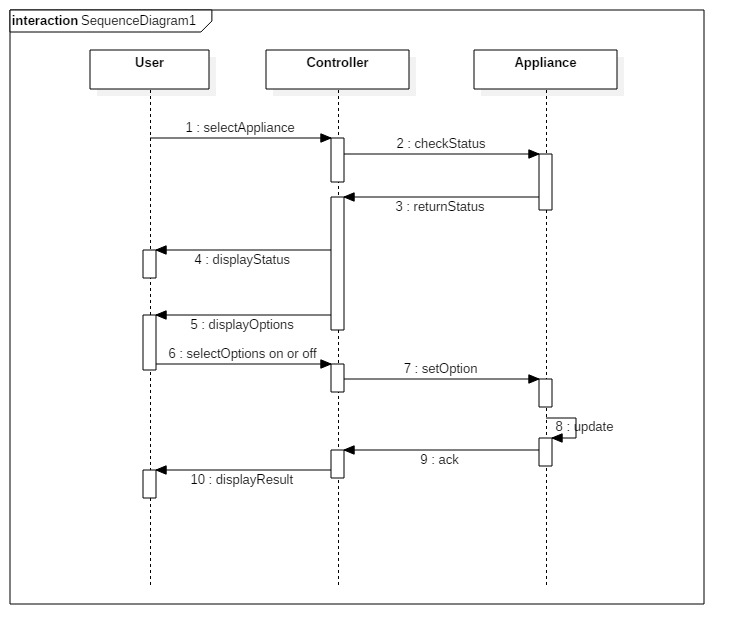 interaction SequenceDiagram1
User Controller Appliance
1 : selectAppliance
2 : checkStatus
3 : returnStatus
4 : displayStatus
5 : displayOptions
6 : selectOptions on or off
7 : setOption
8 : update
9 : ack
10 : displayResult